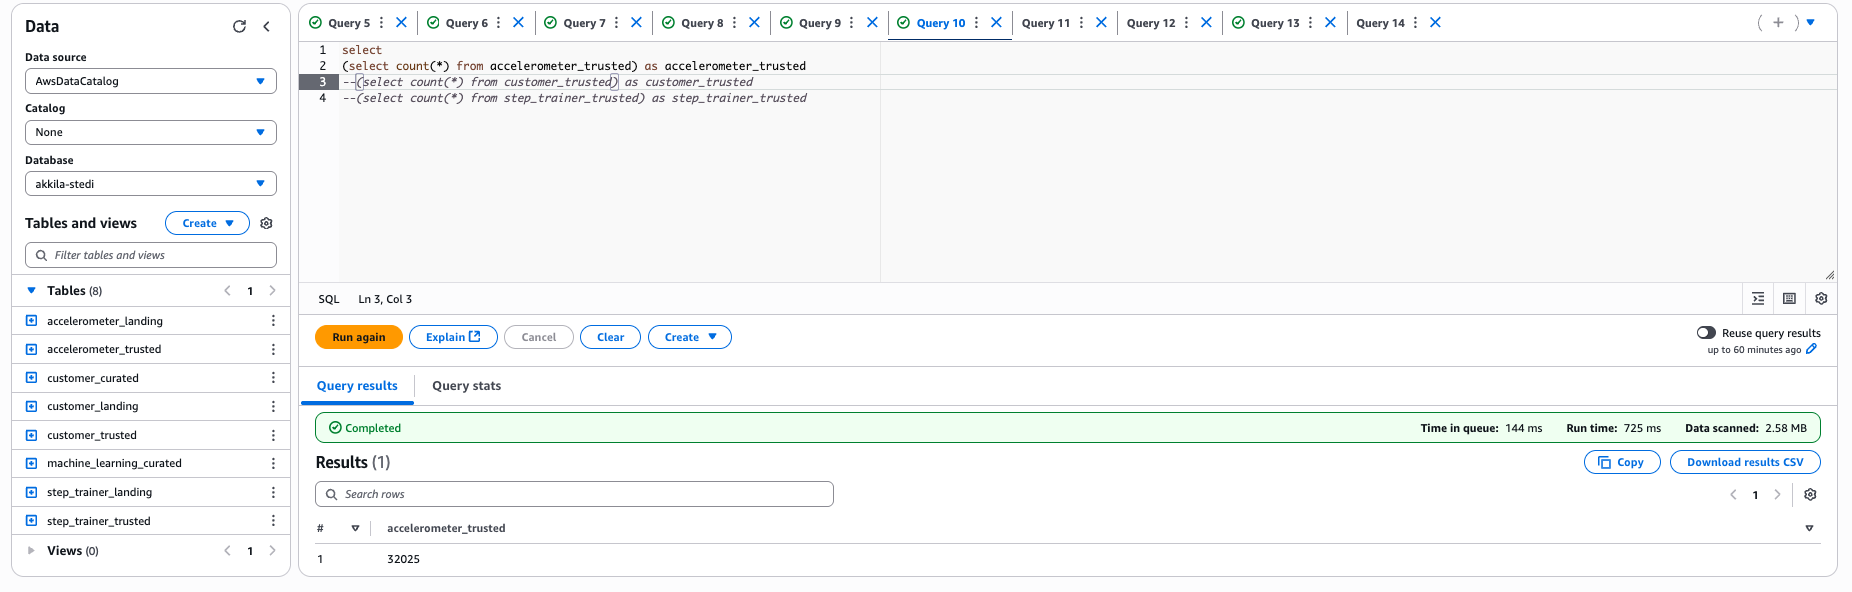 Data
Data source
AwsDataCatalog
Catalog
None
Database
akkila-stedi
Tables and views
Create
Filter tables and views
Tables (8)
1
accelerometer_landing
accelerometer_trusted
customer_curated
customer_landing
customer_trusted
machine_learning_curated
step_trainer_landing
step_trainer_trusted
Views (0)
1
Query 5
Query 6
Query 7
Query 8
Query 9
Query 10
Query 11
Query 12
Query 13
Query 14
1 select
2 (select count(*) from accelerometer_trusted) as accelerometer_trusted
3 --(select count(*) from customer_trusted) as customer_trusted
4 --(select count(*) from step_trainer_trusted) as step_trainer_trusted
SQL Ln 3, Col 3
Run again
Explain
Cancel
Clear
Create
Reuse query results
up to 60 minutes ago
Query results
Query stats
Completed
Time in queue: 144 ms
Run time: 725 ms
Data scanned: 2.58 MB
Results (1)
Copy
Download results CSV
Search rows
1
# accelerometer_trusted
1 32025